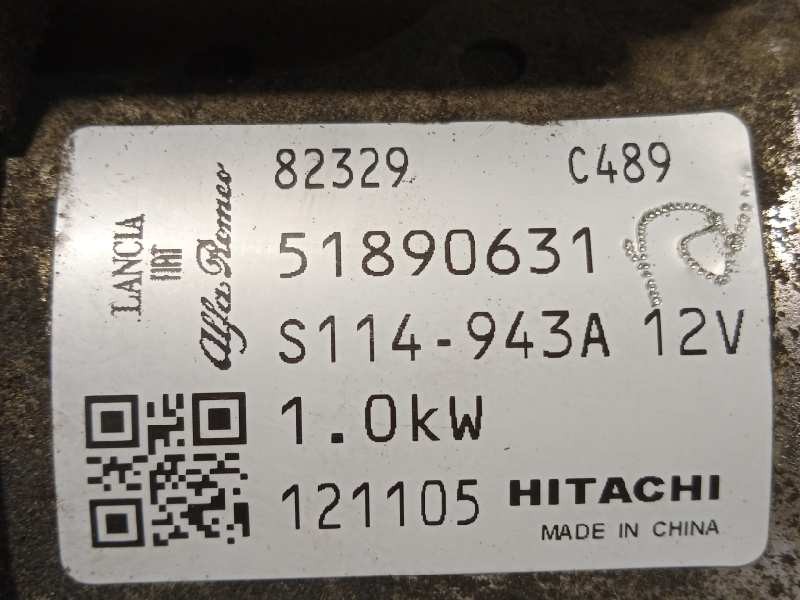 82329 C489
LANCIA
FIAT
Alfa Romeo
51890631
S114-943A 12V
1.0kW
121105 HITACHI
MADE IN CHINA